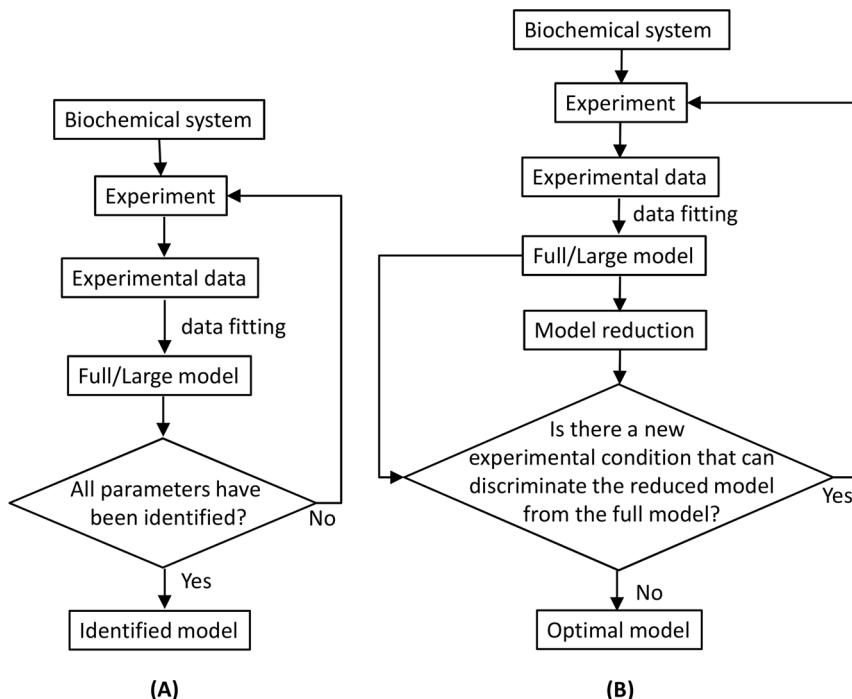 Biochemical system
Experiment
Experimental data
data fitting
Full/Large model
All parameters have
been identified?
No
Yes
Identified model
(A)
Biochemical system
Experiment
Experimental data
data fitting
Full/Large model
Model reduction
Is there a new
experimental condition that can
discriminate the reduced model
from the full model?
Yes
No
Optimal model
(B)